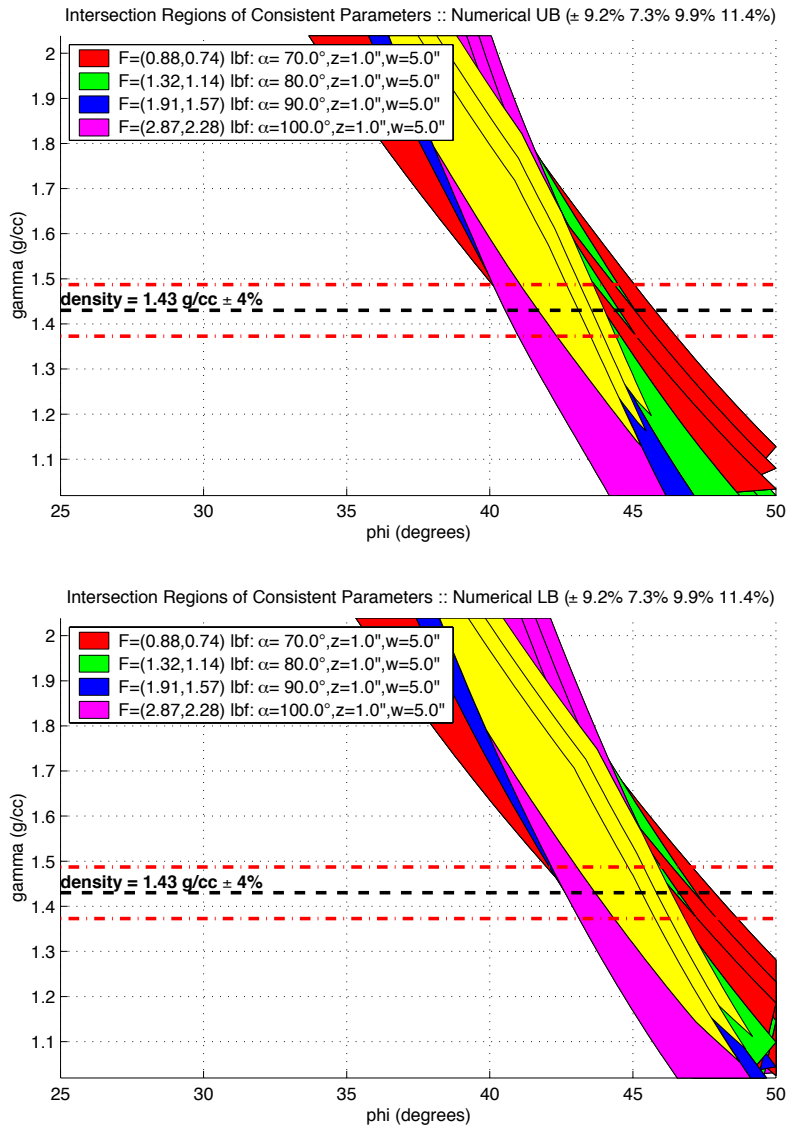 Intersection Regions of Consistent Parameters :: Numerical UB (± 9.2% 7.3% 9.9% 11.4%)
2
F=(0.88,0.74) lbf: α= 70.0°,z=1.0",w=5.0"
F=(1.32,1.14) lbf: α= 80.0°,z=1.0",w=5.0"
1.9
F=(1.91,1.57) lbf: α= 90.0°,z=1.0",w=5.0"
F=(2.87,2.28) lbf: α=100.0°,z=1.0",w=5.0"
1.8
1.7
1.6
gamma (g/cc)
1.5
density = 1.43 g/cc ± 4%
1.4
1.3
1.2
1.1
25 30 35 40 45 50
phi (degrees)
Intersection Regions of Consistent Parameters :: Numerical LB (± 9.2% 7.3% 9.9% 11.4%)
2
F=(0.88,0.74) lbf: α= 70.0°,z=1.0",w=5.0"
F=(1.32,1.14) lbf: α= 80.0°,z=1.0",w=5.0"
1.9
F=(1.91,1.57) lbf: α= 90.0°,z=1.0",w=5.0"
F=(2.87,2.28) lbf: α=100.0°,z=1.0",w=5.0"
1.8
1.7
1.6
gamma (g/cc)
1.5
density = 1.43 g/cc ± 4%
1.4
1.3
1.2
1.1
25 30 35 40 45 50
phi (degrees)